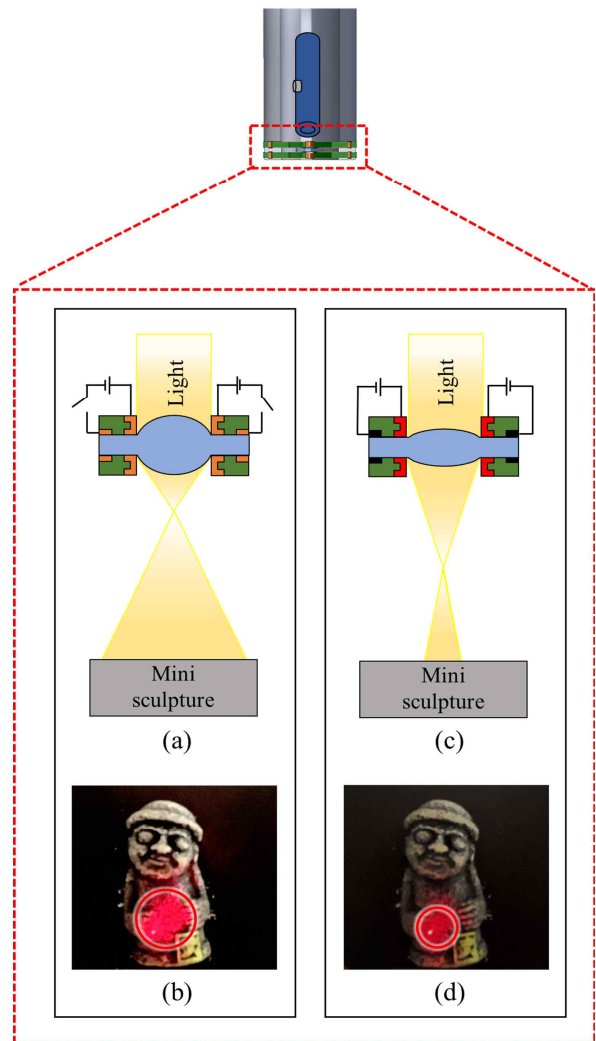 Light
Light
Mini
sculpture
Mini
sculpture
(a)
(c)
(b)
(d)